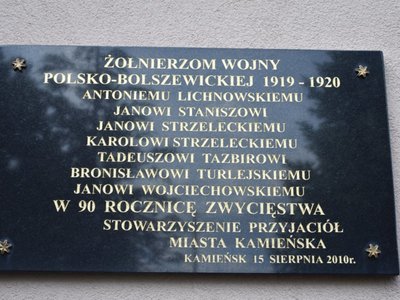 ŻOŁNIERZOM WOJNY
POLSKO-BOLSZEWICKIEJ 1919 - 1920
ANTONIEMU LICHNOWSKIEMU
JANOWI STANISZOWI
JANOWI STRZELECKIEMU
KAROLOWI STRZELECKIEMU
TADEUSZOWI TAZBIROWI
BRONISŁAWOWI TURLEJSKIEMU
JANOWI WOJCIECHOWSKIEMU
W 90 ROCZNICĘ ZWYCIĘSTWA
STOWARZYSZENIE PRZYJACIÓŁ
MIASTA KAMIEŃSKA
KAMIEŃSK 15 SIERPNIA 2010r.